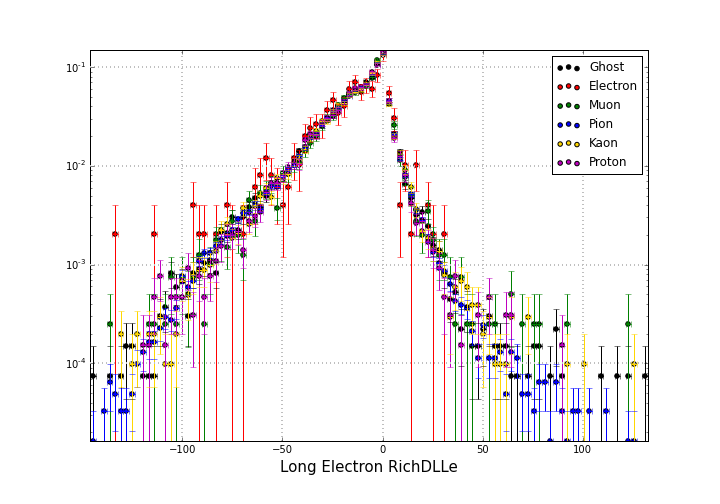 10⁻¹
10⁻²
10⁻³
10⁻⁴
Ghost
Electron
Muon
Pion
Kaon
Proton
−100 −50 0 50 100
Long Electron RichDLLe